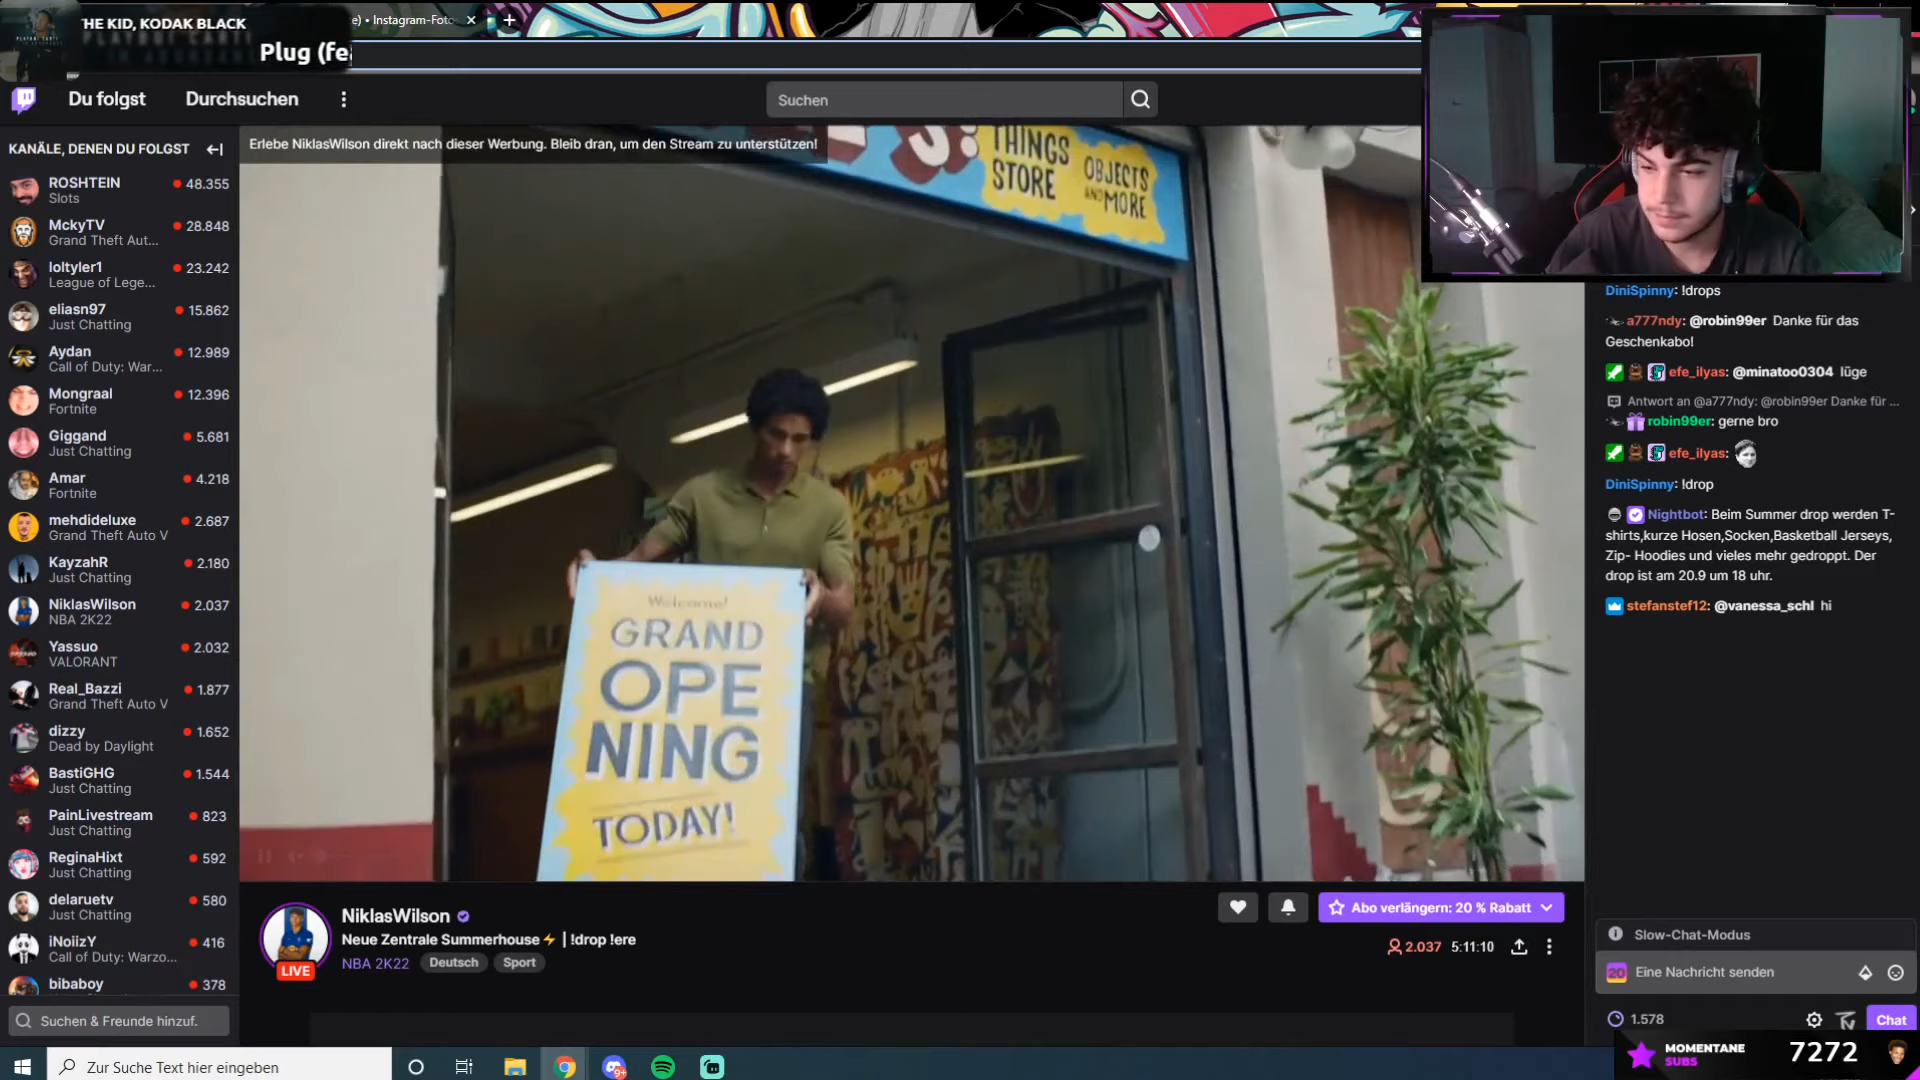 THE KID, KODAK BLACK
Plug (fea
e) • Instagram-Foto
Du folgst
Durchsuchen
Suchen
KANÄLE, DENEN DU FOLGST
ROSHTEIN 48.355
Slots
MckyTV 28.848
Grand Theft Aut...
loltyler1 23.242
League of Lege...
eliasn97 15.862
Just Chatting
Aydan 12.989
Call of Duty: War...
Mongraal 12.396
Fortnite
Giggand 5.681
Just Chatting
Amar 4.218
Fortnite
mehdideluxe 2.687
Grand Theft Auto V
KayzahR 2.180
Just Chatting
NiklasWilson 2.037
NBA 2K22
Yassuo 2.032
VALORANT
Real_Bazzi 1.877
Grand Theft Auto V
dizzy 1.652
Dead by Daylight
BastiGHG 1.544
Just Chatting
PainLivestream 823
Just Chatting
ReginaHixt 592
Just Chatting
delaruetv 580
Just Chatting
iNoiizY 416
Call of Duty: Warzo...
bibaboy 378
Suchen & Freunde hinzuf.
Erlebe NiklasWilson direkt nach dieser Werbung. Bleib dran, um den Stream zu unterstützen!
THINGS
STORE
OBJECTS
AND MORE
Welcome!
GRAND
OPE
NING
TODAY!
NiklasWilson
LIVE
Neue Zentrale Summerhouse⚡ | !drop !ere
NBA 2K22 Deutsch Sport
Abo verlängern: 20 % Rabatt
2.037 5:11:10
DiniSpinny: !drops
a777ndy: @robin99er Danke für das
Geschenkabo!
efe_ilyas: @minatoo0304 lüge
Antwort an @a777ndy: @robin99er Danke für ...
robin99er: gerne bro
efe_ilyas:
DiniSpinny: !drop
Nightbot: Beim Summer drop werden T-
shirts,kurze Hosen,Socken,Basketball Jerseys,
Zip- Hoodies und vieles mehr gedroppt. Der
drop ist am 20.9 um 18 uhr.
stefanstef12: @vanessa_schl hi
Slow-Chat-Modus
Eine Nachricht senden
1.578
Chat
MOMENTANE
SUBS
7272
Zur Suche Text hier eingeben
9+